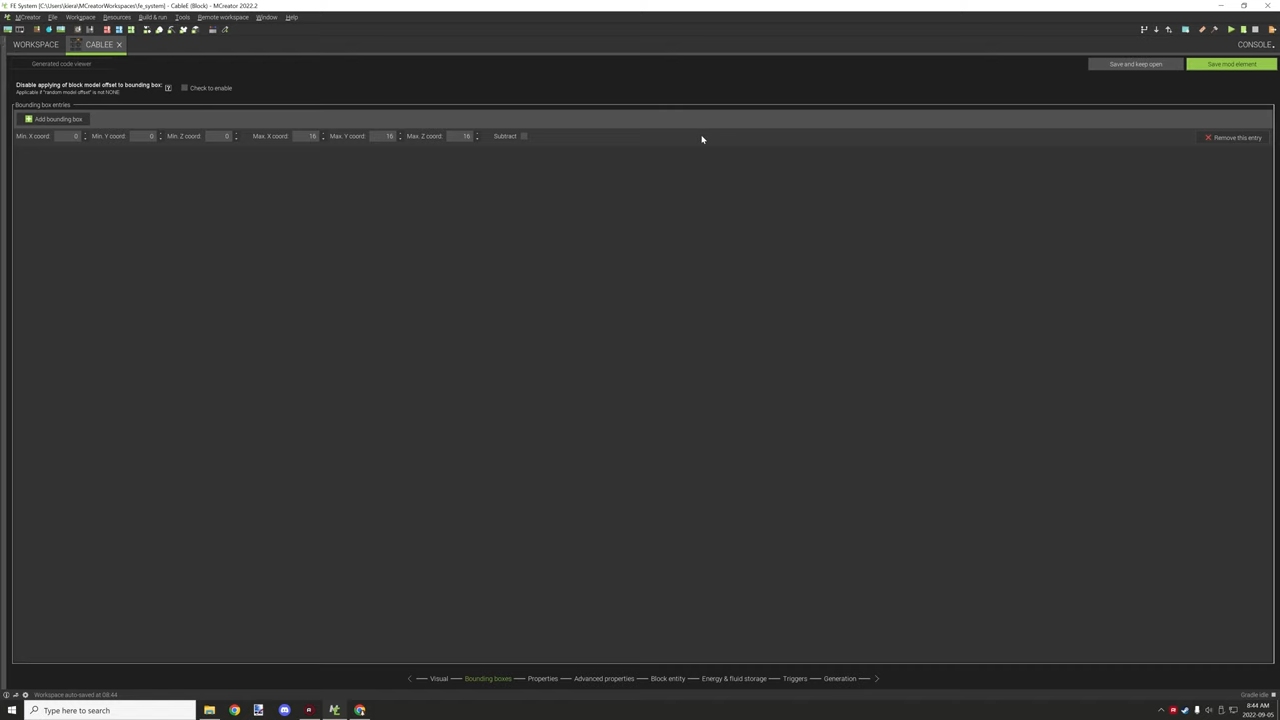 FE System [C:\Users\kiera\MCreatorWorkspaces\fe_system] - CableE (Block) - MCreator 2022.2
MCreator File Workspace Resources Build & run Tools Remote workspace Window Help
WORKSPACE CABLEE CONSOLE
Generated code viewer Save and keep open Save mod element
Disable applying of block model offset to bounding box: ? Check to enable
Applicable if "random model offset" is not NONE.
Bounding box entries
Add bounding box
Min. X coord: 0 Min. Y coord: 0 Min. Z coord: 0 Max. X coord: 16 Max. Y coord: 16 Max. Z coord: 16 Subtract Remove this entry
Visual Bounding boxes Properties Advanced properties Block entity Energy & fluid storage Triggers Generation
Workspace auto-saved at 08:44 Gradle idle
Type here to search 8:44 AM
2022-09-05